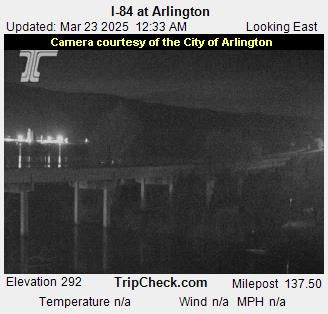 I-84 at Arlington
Updated: Mar 23 2025 12:33 AM Looking East
Camera courtesy of the City of Arlington
Elevation 292 TripCheck.com Milepost 137.50
Temperature n/a Wind n/a MPH n/a